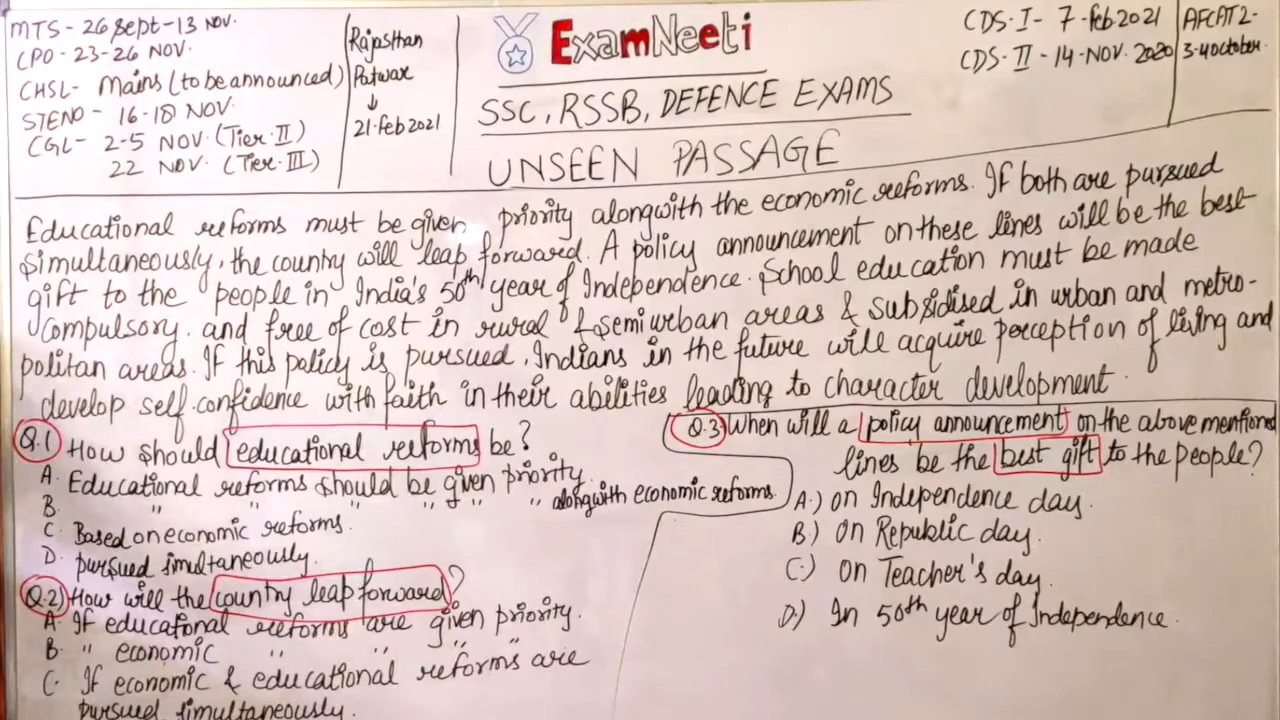 MTS - 26 Sept - 13 NOV.
CPO - 23-26 NOV.
CHSL - Mains (to be announced)
STENO - 16-18 NOV.
CGL - 2-5 NOV. (Tier-II)
22 NOV. (Tier-III)
Rajasthan
Patwar
↓
21-feb 2021
ExamNeeti
SSC, RSSB, DEFENCE EXAMS
UNSEEN PASSAGE
CDS-I - 7-feb 2021
CDS-II - 14-NOV. 2020
AFCAT 2-
3-4 October.
Educational reforms must be given priority alongwith the economic reforms. If both are pursued
simultaneously, the country will leap forward. A policy announcement on these lines will be the best
gift to the people in India's 50th year of Independence. School education must be made
compulsory and free of cost in rural & semi urban areas & subsidised in urban and metro-
politan areas. If this policy is pursued, Indians in the future will acquire perception of living and
develop self-confidence with faith in their abilities leading to character development.
Q.1 How should educational reforms be?
A. Educational reforms should be given priority.
B. " " " " " " alongwith economic reforms.
C. Based on economic reforms.
D. pursued simultaneously.
Q.2) How will the country leap forward?
A. If educational reforms are given priority.
B. " economic " " " "
C. If economic & educational reforms are
pursued simultaneously.
Q.3 When will a policy announcement on the above mentioned
lines be the best gift to the people?
A.) on Independence day.
B.) on Republic day.
C.) on Teacher's day.
D.) In 50th year of Independence.